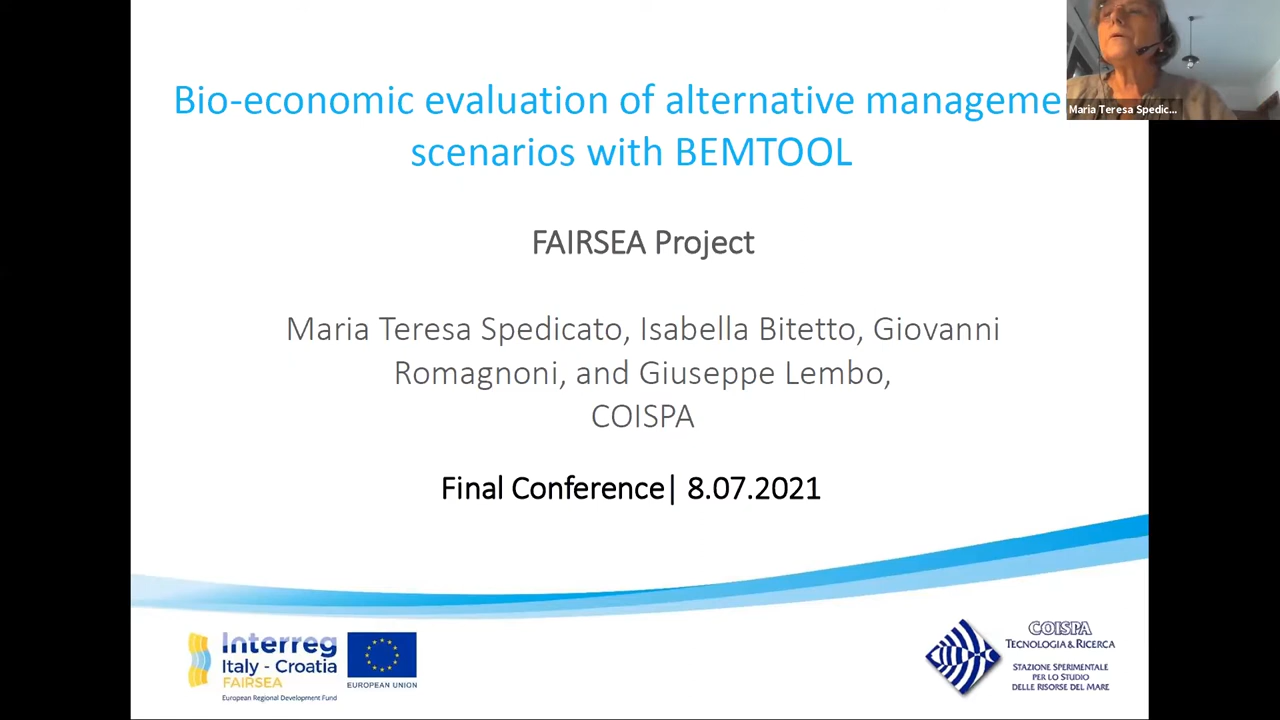 Bio-economic evaluation of alternative manageme
scenarios with BEMTOOL
Maria Teresa Spedic...
FAIRSEA Project
Maria Teresa Spedicato, Isabella Bitetto, Giovanni
Romagnoni, and Giuseppe Lembo,
COISPA
Final Conference| 8.07.2021
Interreg
Italy - Croatia
FAIRSEA
European Regional Development Fund
EUROPEAN UNION
COISPA
TECNOLOGIA & RICERCA
STAZIONE SPERIMENTALE
PER LO STUDIO
DELLE RISORSE DEL MARE